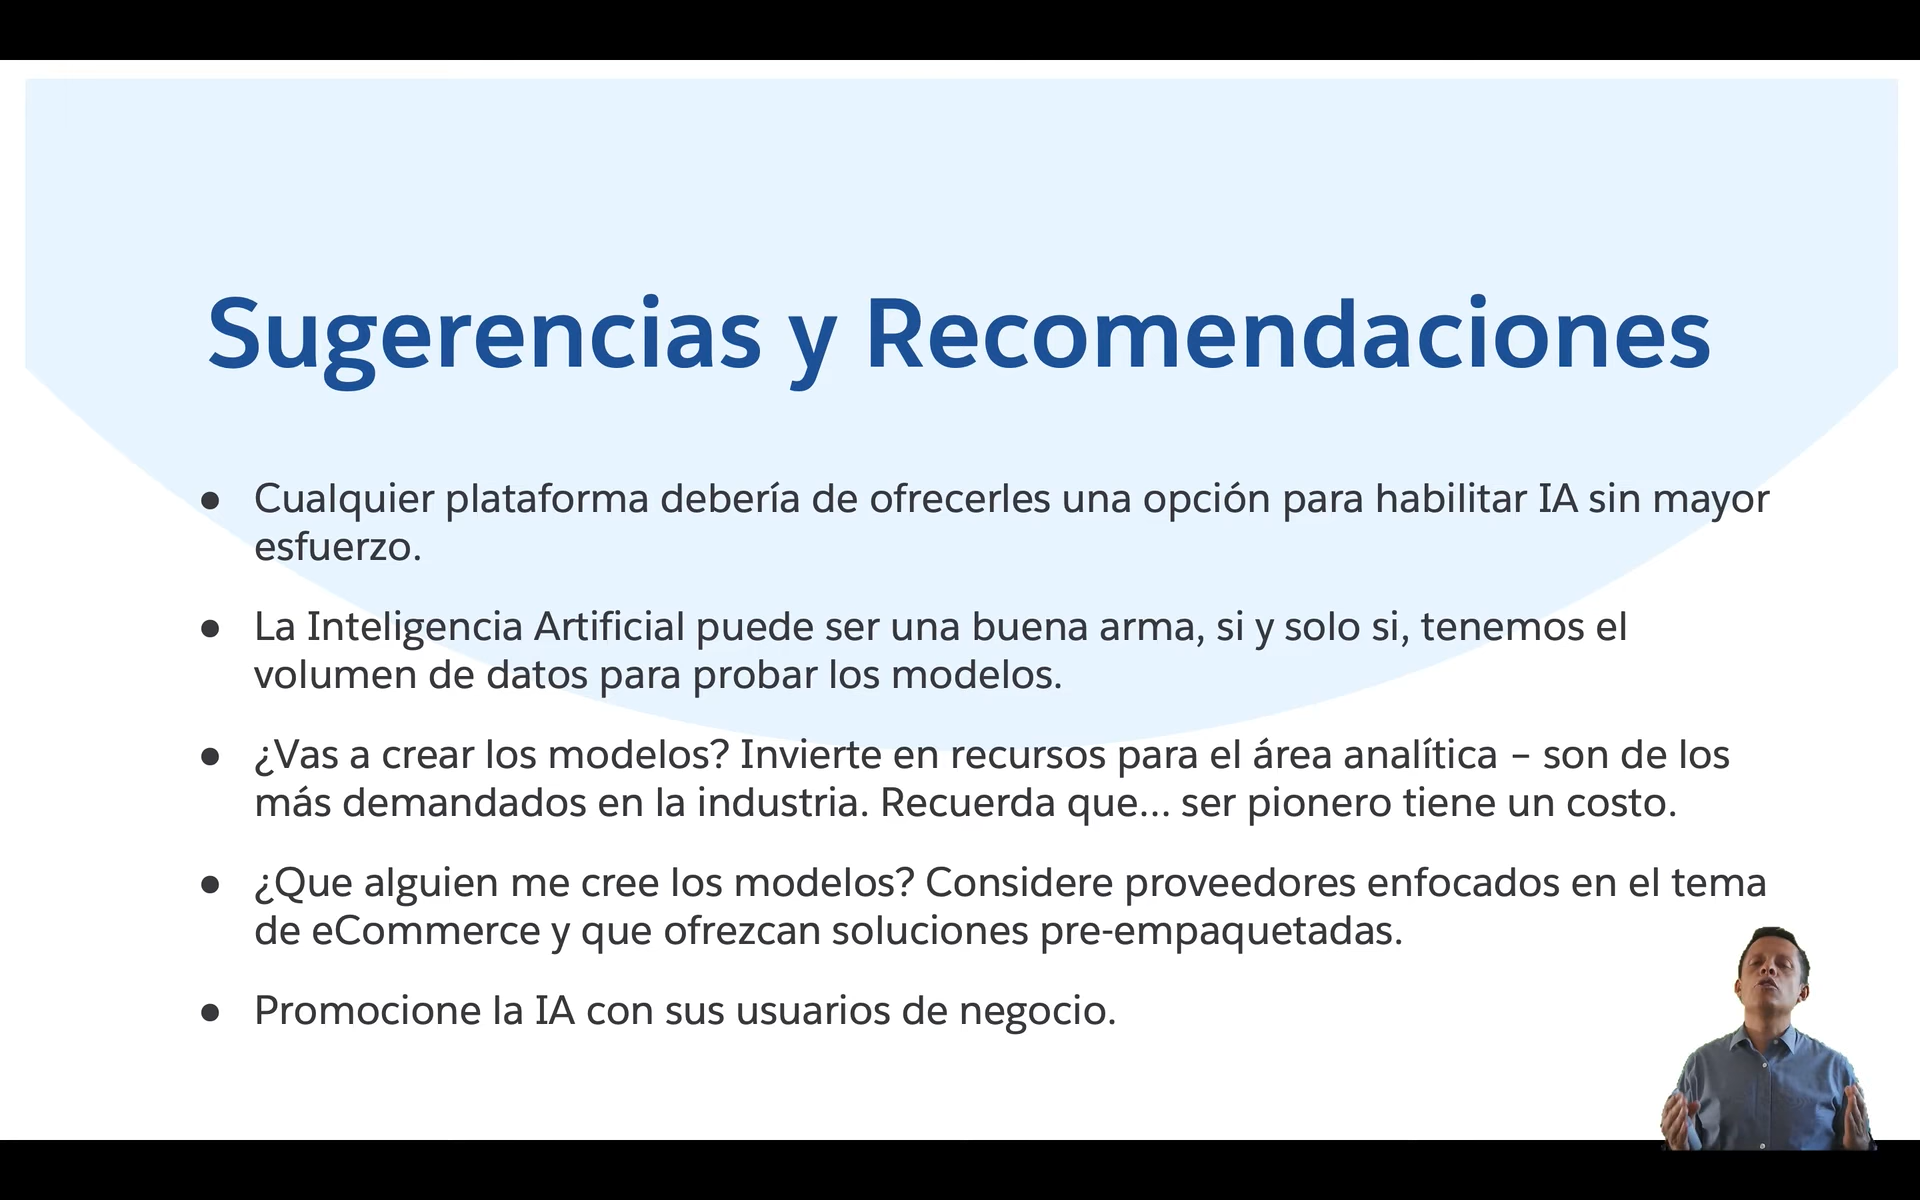 Sugerencias y Recomendaciones
● Cualquier plataforma debería de ofrecerles una opción para habilitar IA sin mayor
esfuerzo.
● La Inteligencia Artificial puede ser una buena arma, si y solo si, tenemos el
volumen de datos para probar los modelos.
● ¿Vas a crear los modelos? Invierte en recursos para el área analítica – son de los
más demandados en la industria. Recuerda que... ser pionero tiene un costo.
● ¿Que alguien me cree los modelos? Considere proveedores enfocados en el tema
de eCommerce y que ofrezcan soluciones pre-empaquetadas.
● Promocione la IA con sus usuarios de negocio.